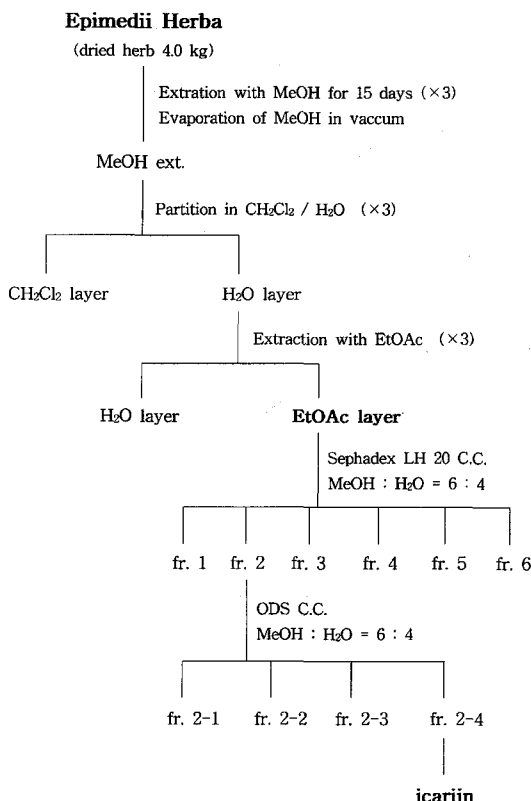 Epimedii Herba
(dried herb 4.0 kg)
Extration with MeOH for 15 days (×3)
Evaporation of MeOH in vaccum
MeOH ext.
Partition in CH₂Cl₂ / H₂O (×3)
CH₂Cl₂ layer H₂O layer
Extraction with EtOAc (×3)
H₂O layer EtOAc layer
Sephadex LH 20 C.C.
MeOH : H₂O = 6 : 4
fr. 1 fr. 2 fr. 3 fr. 4 fr. 5 fr. 6
ODS C.C.
MeOH : H₂O = 6 : 4
fr. 2-1 fr. 2-2 fr. 2-3 fr. 2-4
icariin